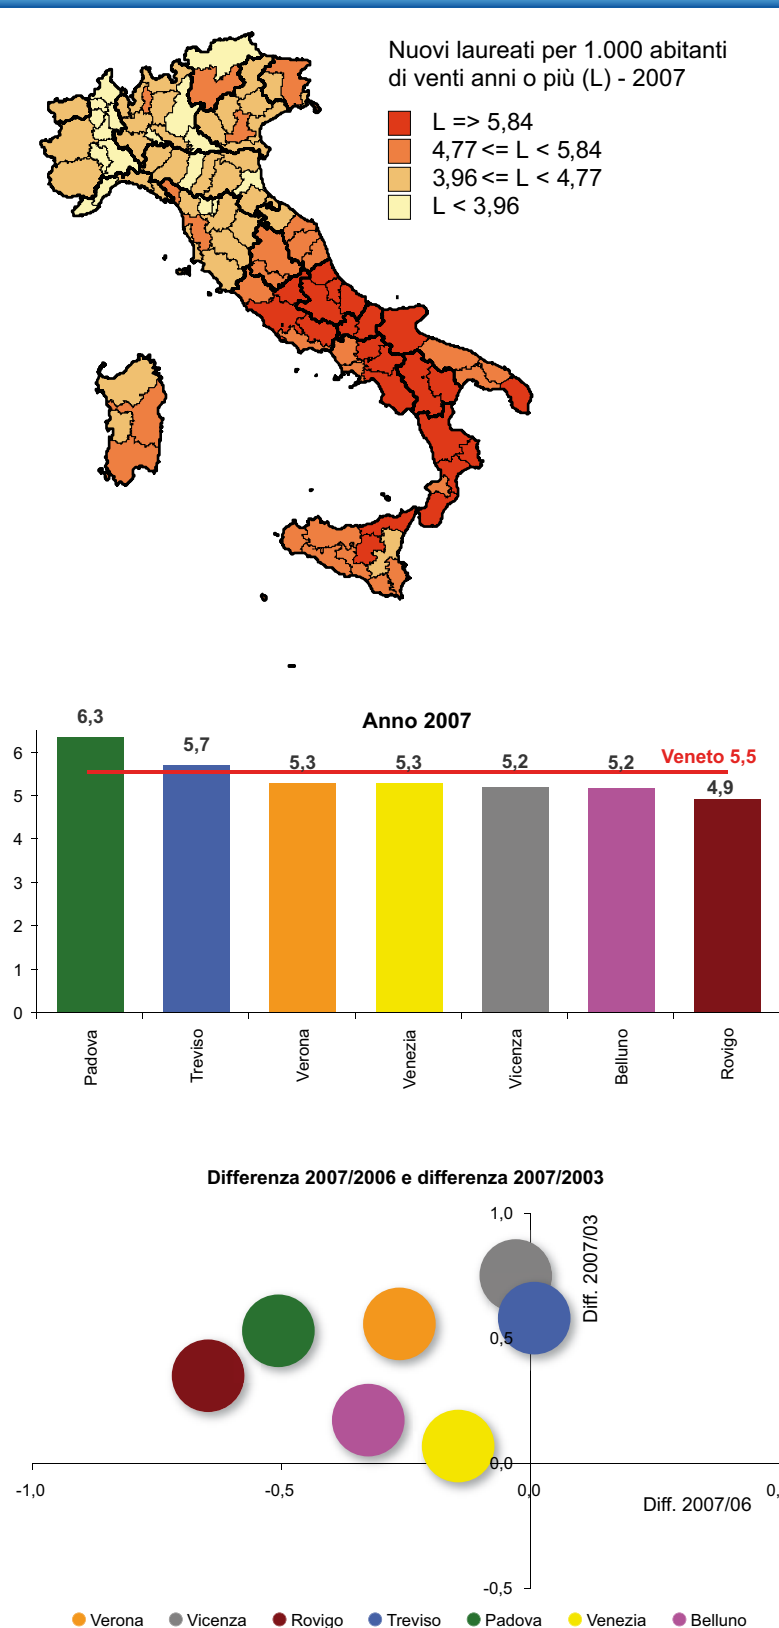 Nuovi laureati per 1.000 abitanti
di venti anni o più (L) - 2007
L => 5,84
4,77 <= L < 5,84
3,96 <= L < 4,77
L < 3,96
Anno 2007
6,3
5,7
5,3
5,3
5,2
5,2
4,9
Veneto 5,5
6
5
4
3
2
1
0
Padova
Treviso
Verona
Venezia
Vicenza
Belluno
Rovigo
Differenza 2007/2006 e differenza 2007/2003
1,0
Diff. 2007/03
0,5
0,0
-1,0
-0,5
0,0
0,
Diff. 2007/06
-0,5
Verona
Vicenza
Rovigo
Treviso
Padova
Venezia
Belluno